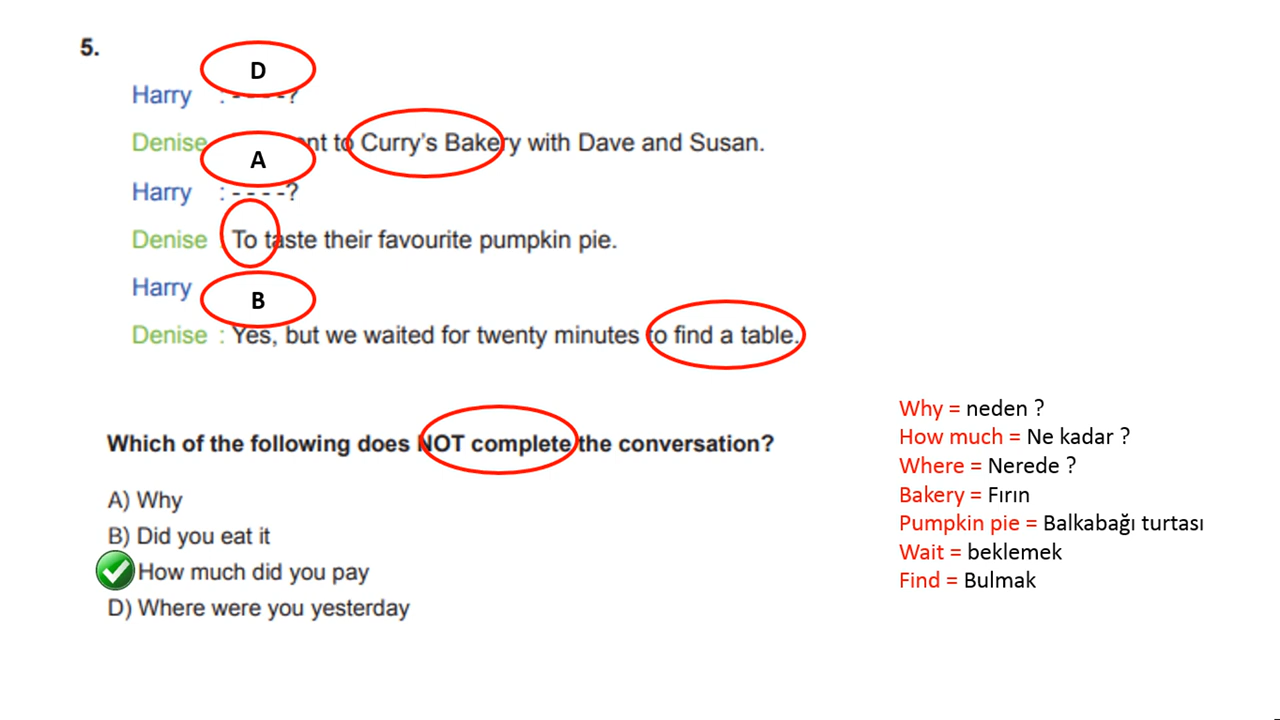 5.
D
Harry : - - - -?
Denise nt to Curry's Bakery with Dave and Susan.
A
Harry : - - - -?
Denise : To taste their favourite pumpkin pie.
Harry
B
Denise : Yes, but we waited for twenty minutes to find a table.
Which of the following does NOT complete the conversation?
A) Why
B) Did you eat it
How much did you pay
D) Where were you yesterday
Why = neden ?
How much = Ne kadar ?
Where = Nerede ?
Bakery = Fırın
Pumpkin pie = Balkabağı turtası
Wait = beklemek
Find = Bulmak